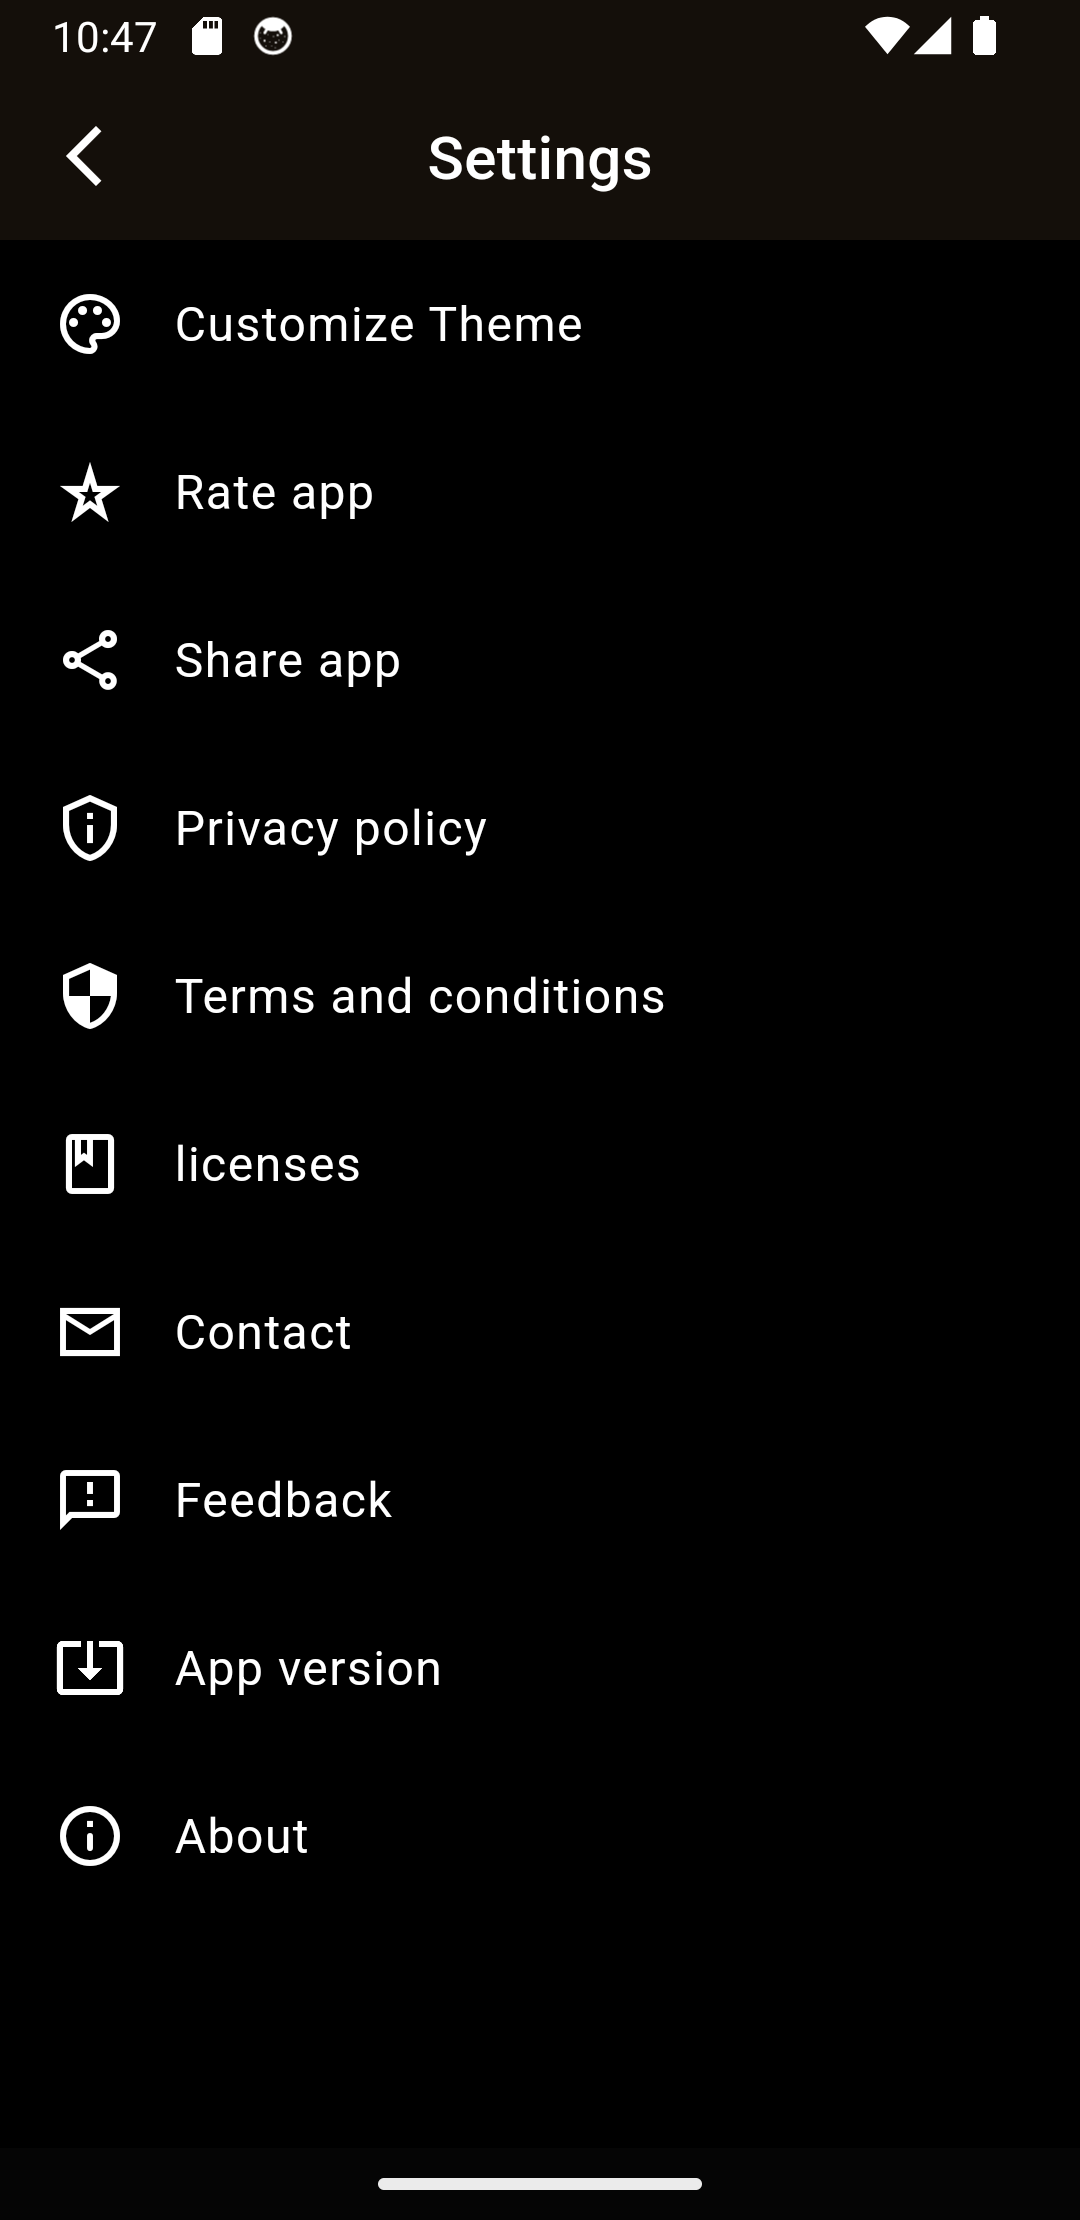 10:47
Settings
Customize Theme
Rate app
Share app
Privacy policy
Terms and conditions
licenses
Contact
Feedback
App version
About